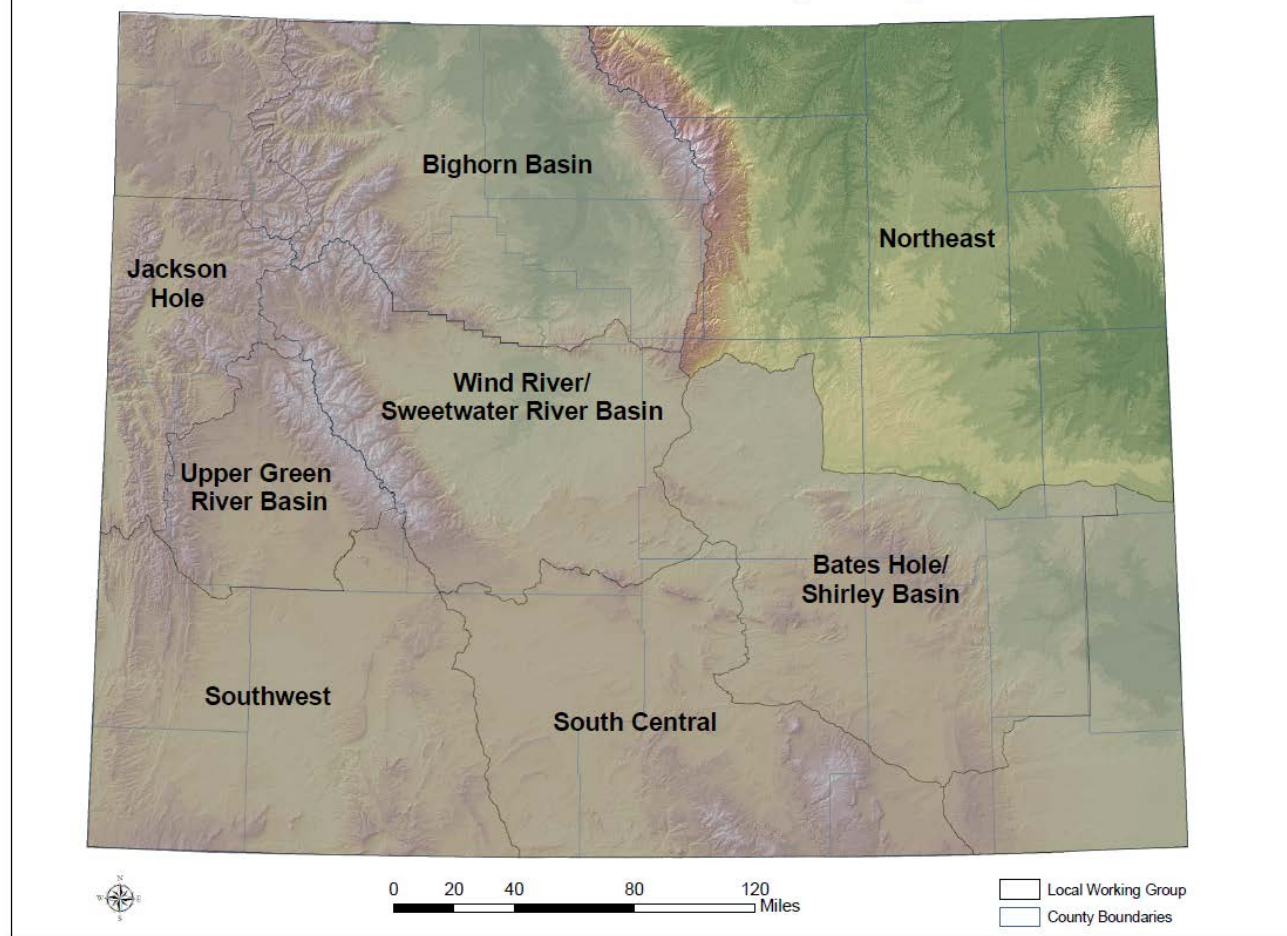 Bighorn Basin
Northeast
Jackson
Hole
Wind River/
Sweetwater River Basin
Upper Green
River Basin
Bates Hole/
Shirley Basin
Southwest
South Central
N
W E
S
0 20 40 80 120
Miles
Local Working Group
County Boundaries